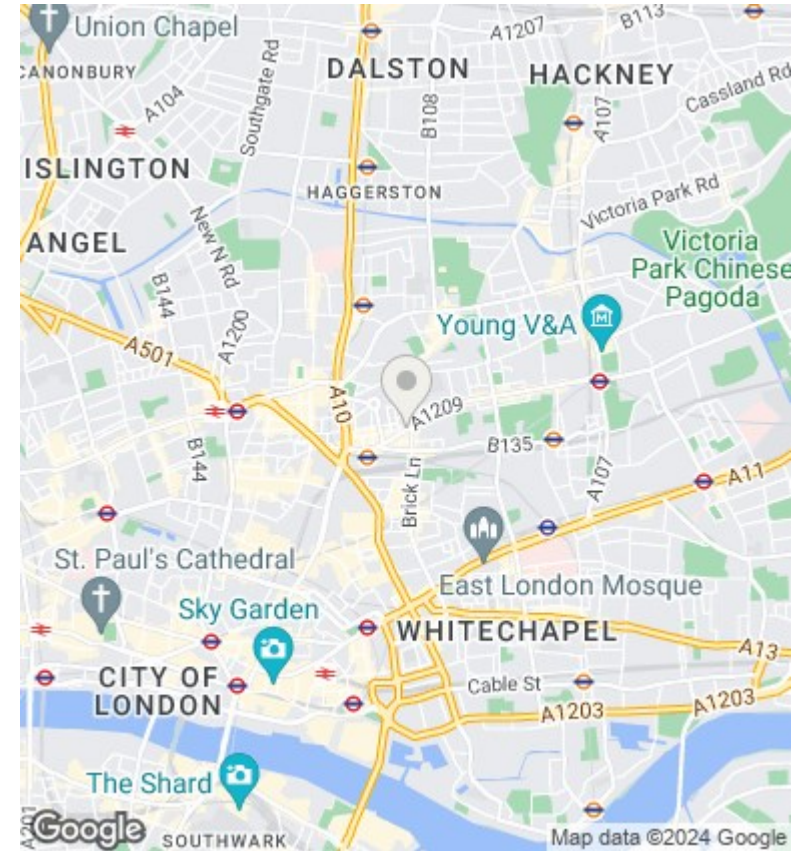 Union Chapel
CANONBURY
A104
Southgate Rd
DALSTON
A1207
B113
HACKNEY
Cassland Rd
B108
A107
ISLINGTON
HAGGERSTON
Victoria Park Rd
New N Rd
ANGEL
Victoria
Park Chinese
Pagoda
B144
A1200
Young V&A
M
A501
A10
A1209
B144
B135
Brick Ln
A107
A11
St. Paul's Cathedral
East London Mosque
Sky Garden
WHITECHAPEL
A13
CITY OF
LONDON
Cable St
A1203
A1203
The Shard
A201
Google
SOUTHWARK
Map data ©2024 Google